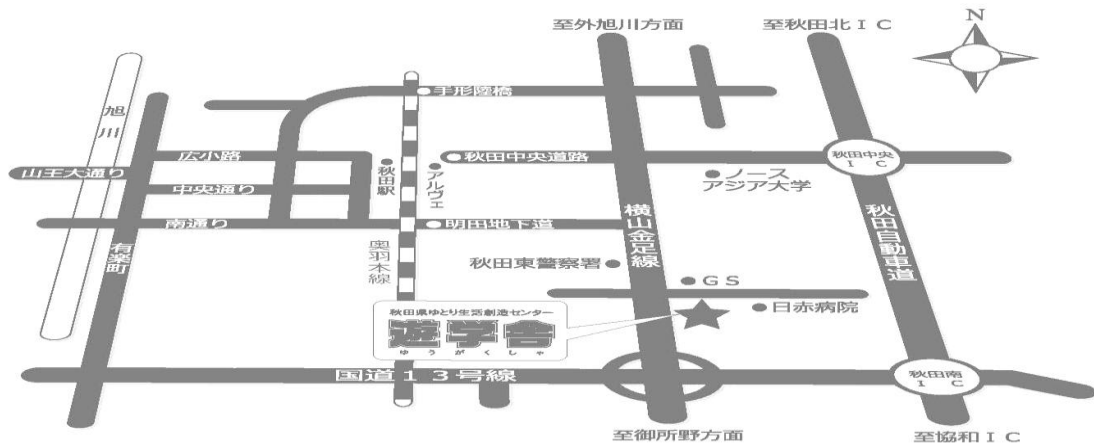 至外旭川方面
至秋田北ＩＣ
N
旭川
手形陸橋
広小路
秋田中央道路
秋田中央
ＩＣ
山王大通り
中央通り
秋田駅
アルヴェ
ノース
アジア大学
南通り
明田地下道
横山金足線
秋田自動車道
有楽町
奥羽本線
秋田東警察署
ＧＳ
日赤病院
秋田県ゆとり生活創造センター
遊学舎
ゆうがくしゃ
国道１３号線
秋田南
ＩＣ
至御所野方面
至協和ＩＣ